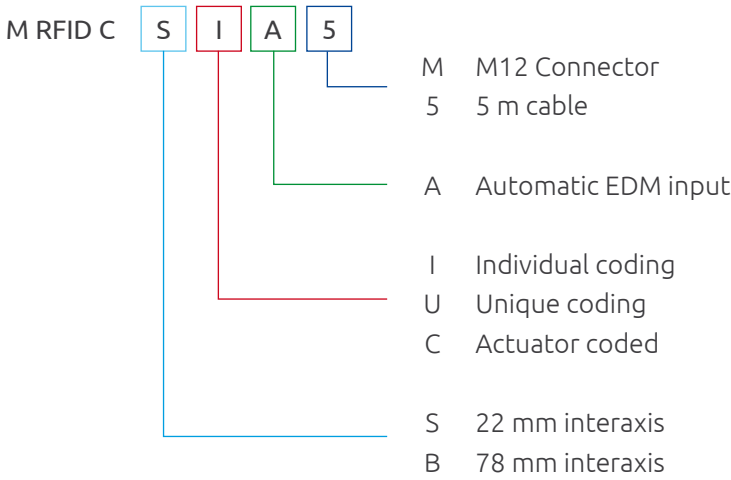 M RFID C S I A 5
M M12 Connector
5 5 m cable
A Automatic EDM input
I Individual coding
U Unique coding
C Actuator coded
S 22 mm interaxis
B 78 mm interaxis